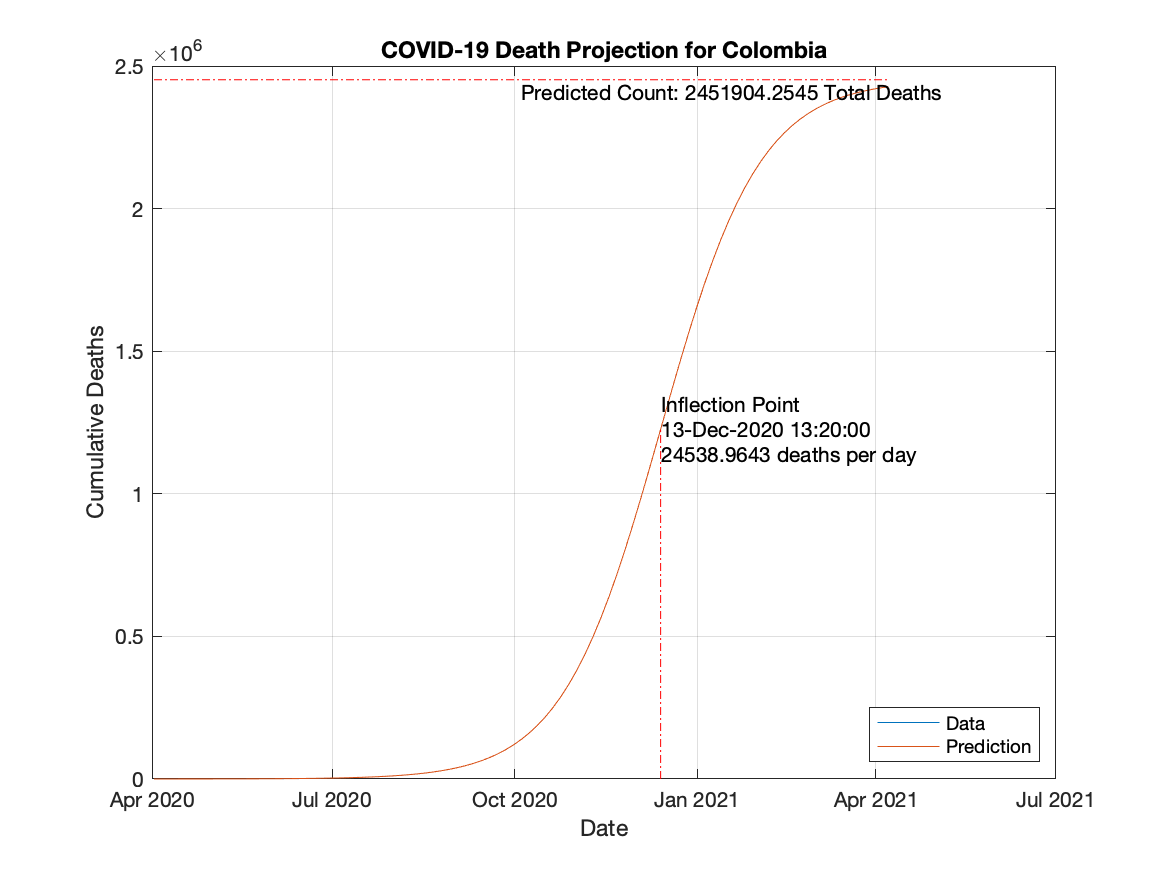 COVID-19 Death Projection for Colombia
×10⁶
2.5
2
1.5
1
0.5
0
Cumulative Deaths
Predicted Count: 2451904.2545 Total Deaths
Inflection Point
13-Dec-2020 13:20:00
24538.9643 deaths per day
Data
Prediction
Apr 2020 Jul 2020 Oct 2020 Jan 2021 Apr 2021 Jul 2021
Date